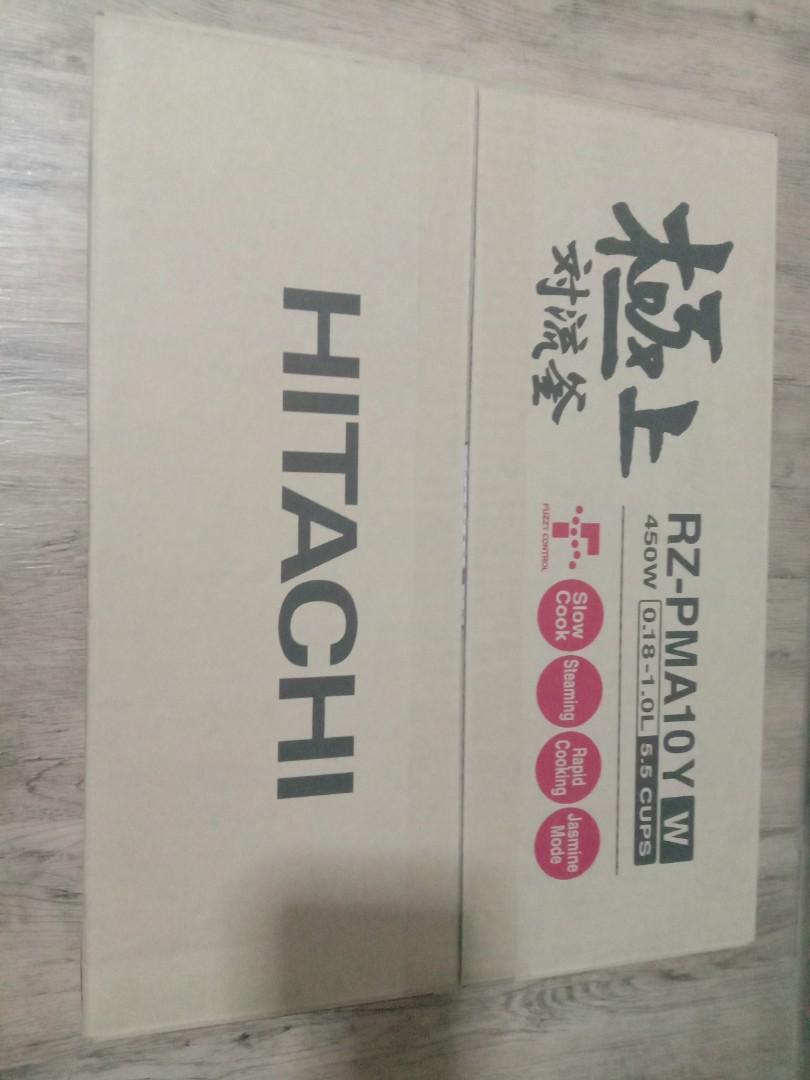 極上
対流釜
RZ-PMA10Y W
450W 0.18-1.0L 5.5 CUPS
FUZZY CONTROL
Slow
Cook
Steaming
Rapid
Cooking
Jasmine
Mode
HITACHI